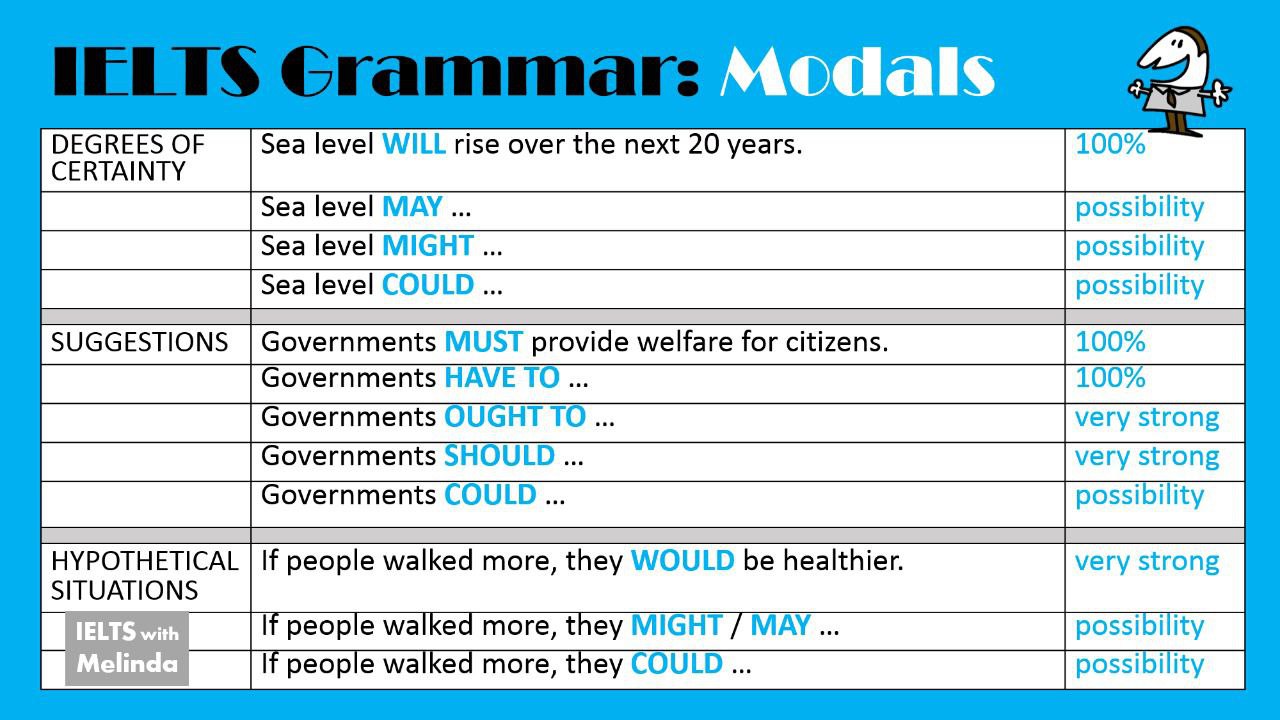 IELTS Grammar: Modals
DEGREES OF CERTAINTY Sea level WILL rise over the next 20 years. 100%
Sea level MAY ... possibility
Sea level MIGHT ... possibility
Sea level COULD ... possibility
SUGGESTIONS Governments MUST provide welfare for citizens. 100%
Governments HAVE TO ... 100%
Governments OUGHT TO ... very strong
Governments SHOULD ... very strong
Governments COULD ... possibility
HYPOTHETICAL SITUATIONS If people walked more, they WOULD be healthier. very strong
If people walked more, they MIGHT / MAY ... possibility
If people walked more, they COULD ... possibility
IELTS with
Melinda